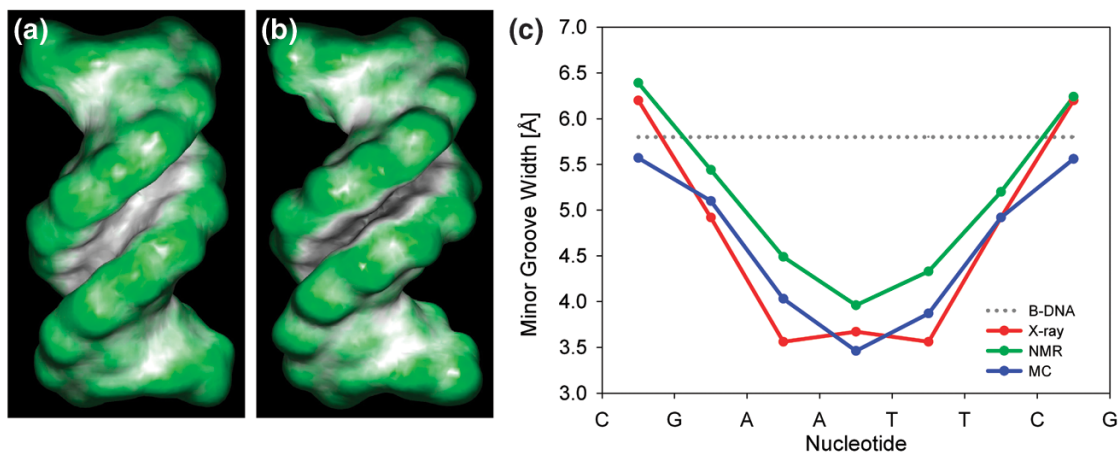 (a)
(b)
(c)
7.0
6.5
6.0
5.5
5.0
4.5
4.0
3.5
3.0
Minor Groove Width [Å]
B-DNA
X-ray
NMR
MC
C G A A T T C G
Nucleotide